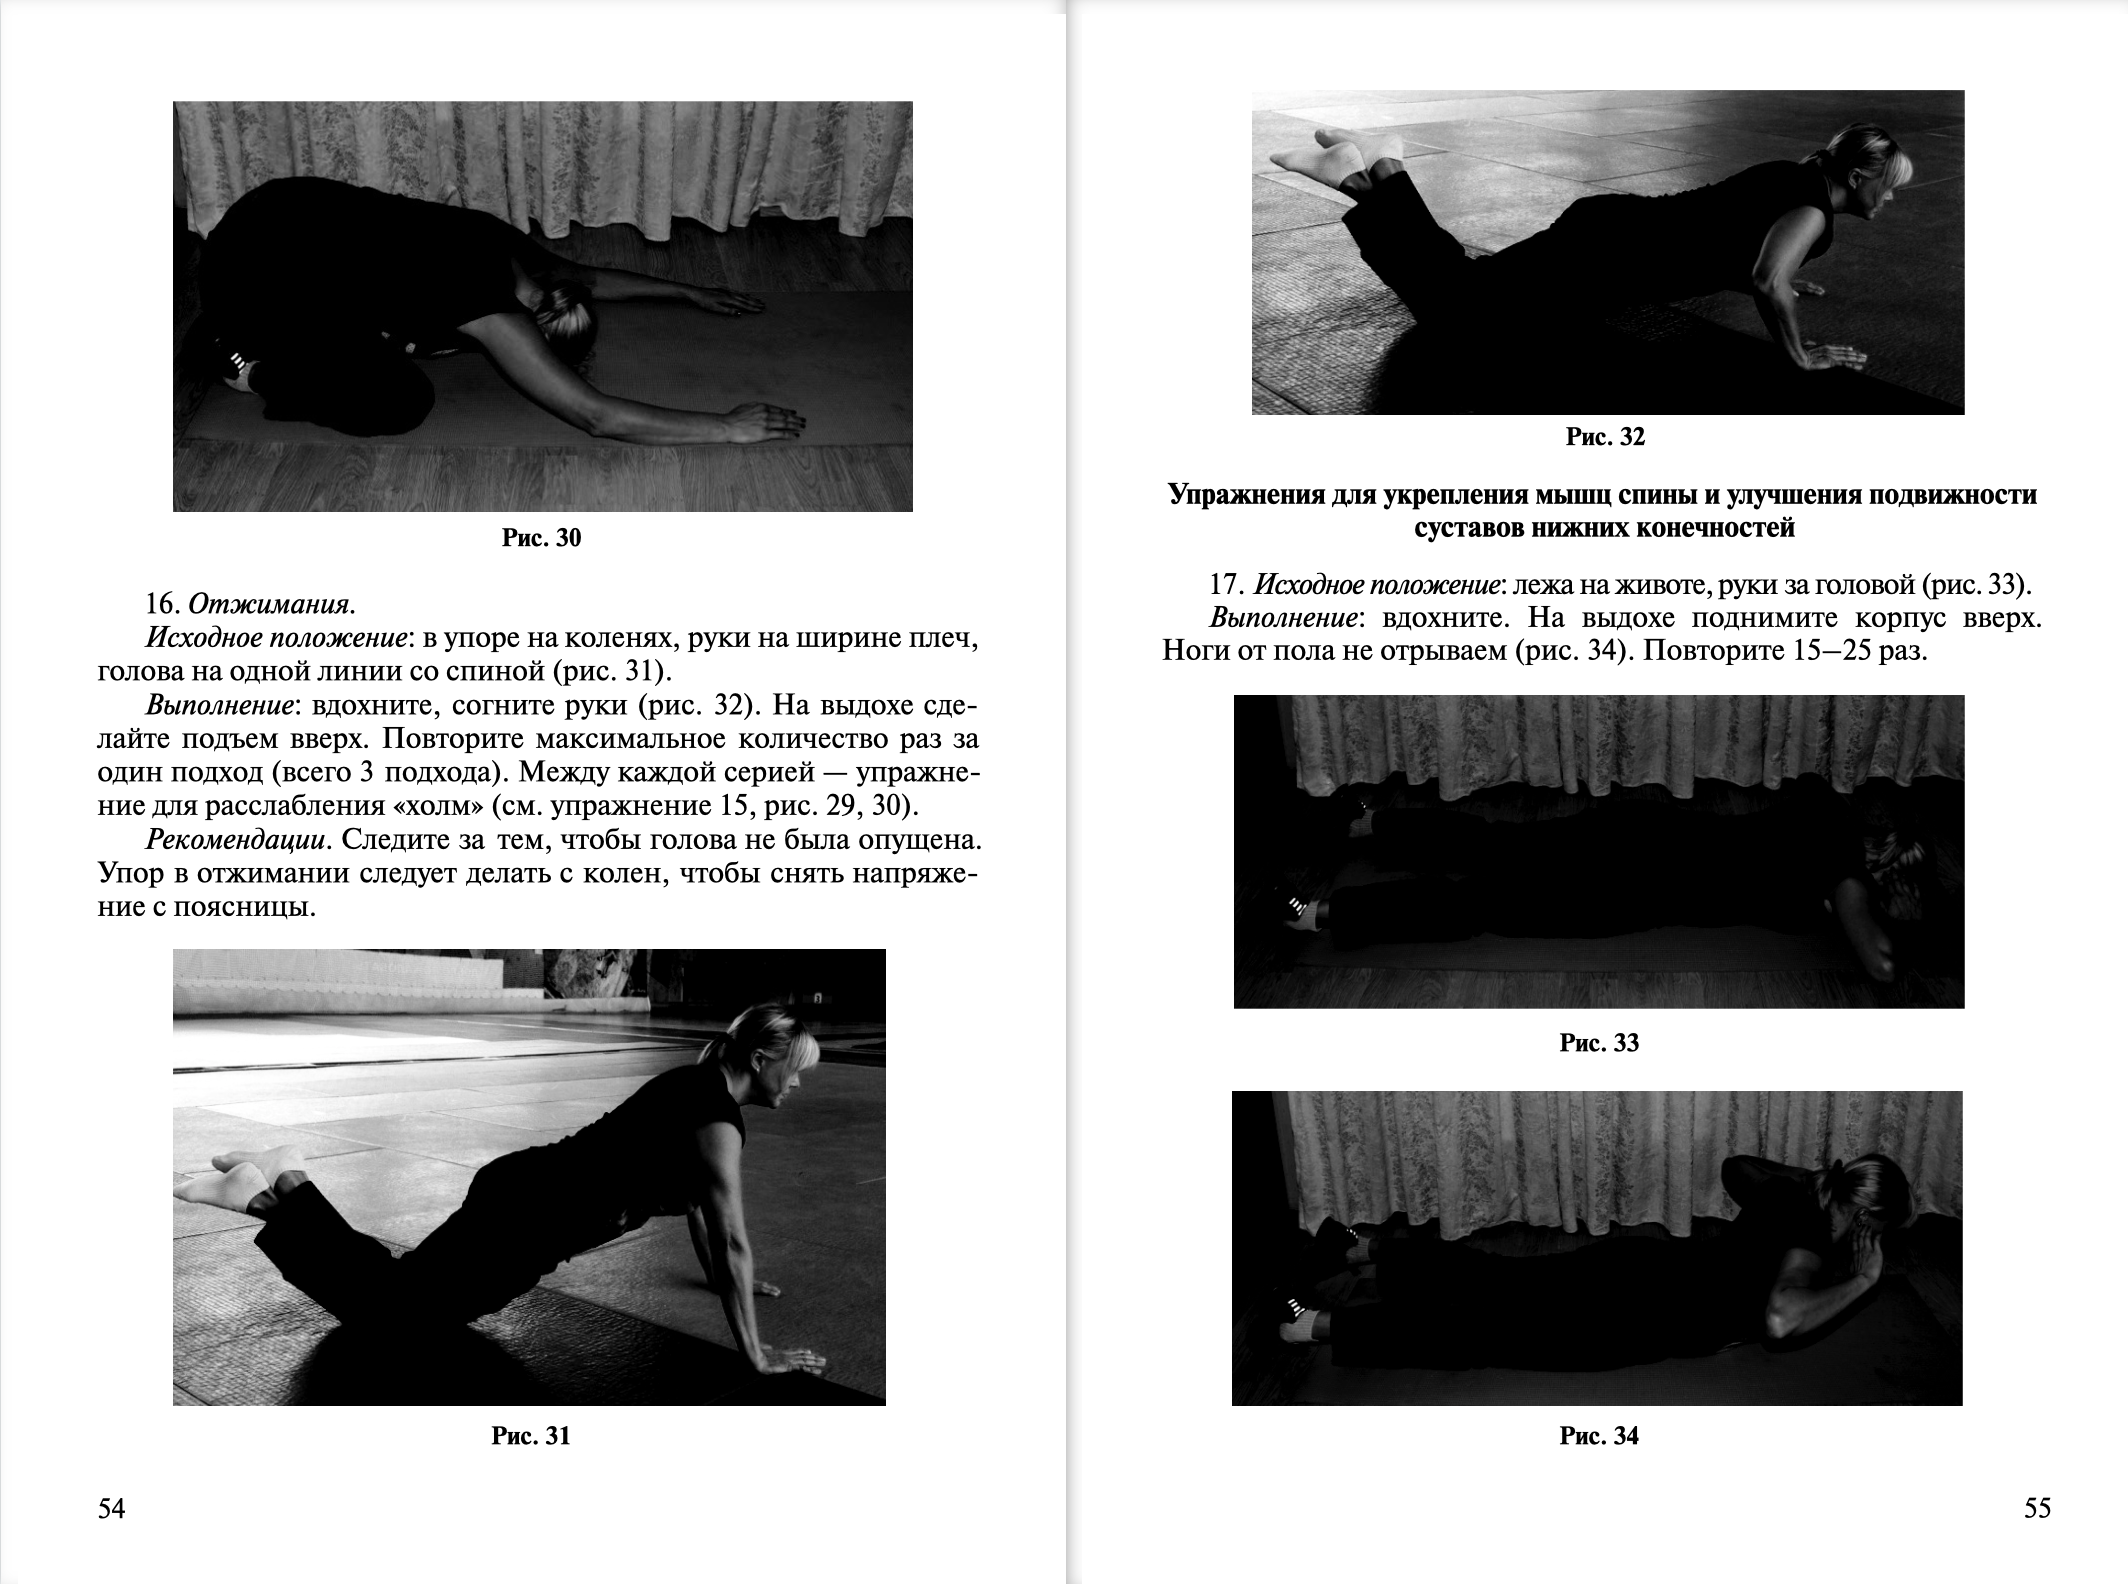 Рис. 30
16. Отжимания.
Исходное положение: в упоре на коленях, руки на ширине плеч,
голова на одной линии со спиной (рис. 31).
Выполнение: вдохните, согните руки (рис. 32). На выдохе сде-
лайте подъем вверх. Повторите максимальное количество раз за
один подход (всего 3 подхода). Между каждой серией — упражне-
ние для расслабления «холм» (см. упражнение 15, рис. 29, 30).
Рекомендации. Следите за тем, чтобы голова не была опущена.
Упор в отжимании следует делать с колен, чтобы снять напряже-
ние с поясницы.
Рис. 31
54
Рис. 32
Упражнения для укрепления мышц спины и улучшения подвижности
суставов нижних конечностей
17. Исходное положение: лежа на животе, руки за головой (рис. 33).
Выполнение: вдохните. На выдохе поднимите корпус вверх.
Ноги от пола не отрываем (рис. 34). Повторите 15—25 раз.
Рис. 33
Рис. 34
55